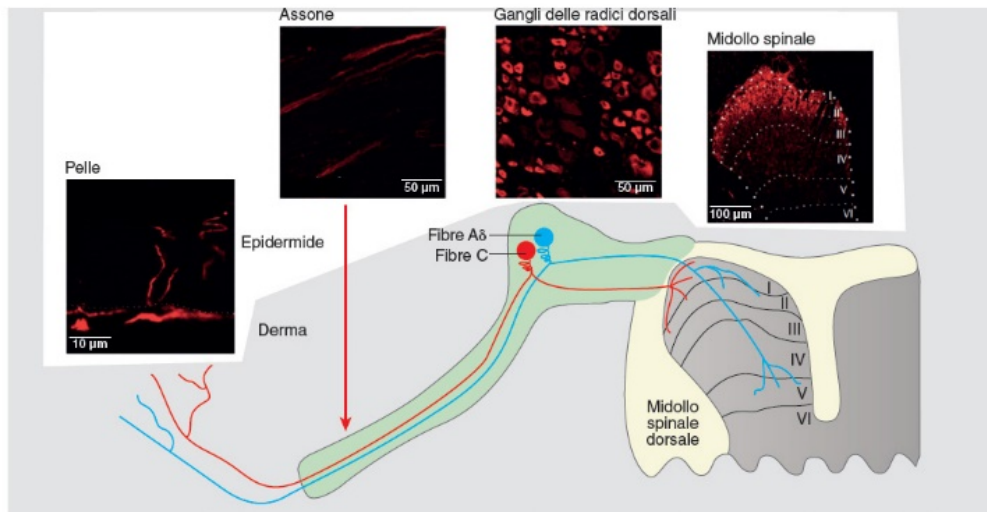 Assone
50 µm
Gangli delle radici dorsali
50 µm
Midollo spinale
I
II
III
IV
V
VI
100 µm
Pelle
10 µm
Epidermide
Derma
Fibre Aδ
Fibre C
I
II
III
IV
V
VI
Midollo
spinale
dorsale